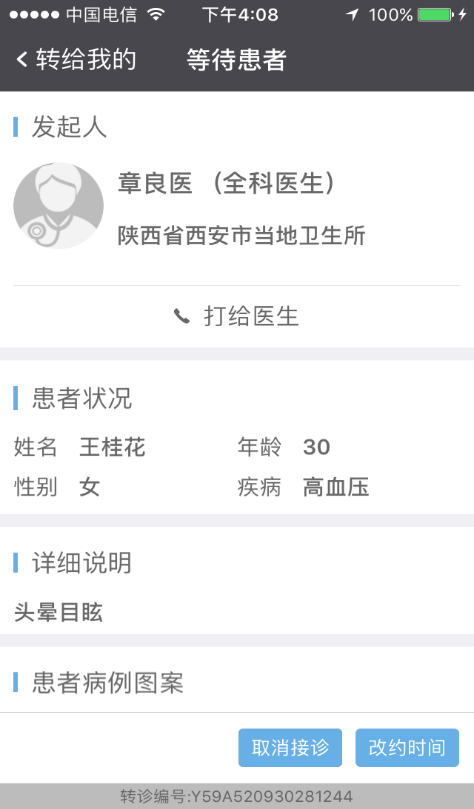 中国电信 下午4:08 100%
转给我的 等待患者
发起人
章良医 （全科医生）
陕西省西安市当地卫生所
打给医生
患者状况
姓名 王桂花 年龄 30
性别 女 疾病 高血压
详细说明
头晕目眩
患者病例图案
取消接诊 改约时间
转诊编号:Y59A520930281244